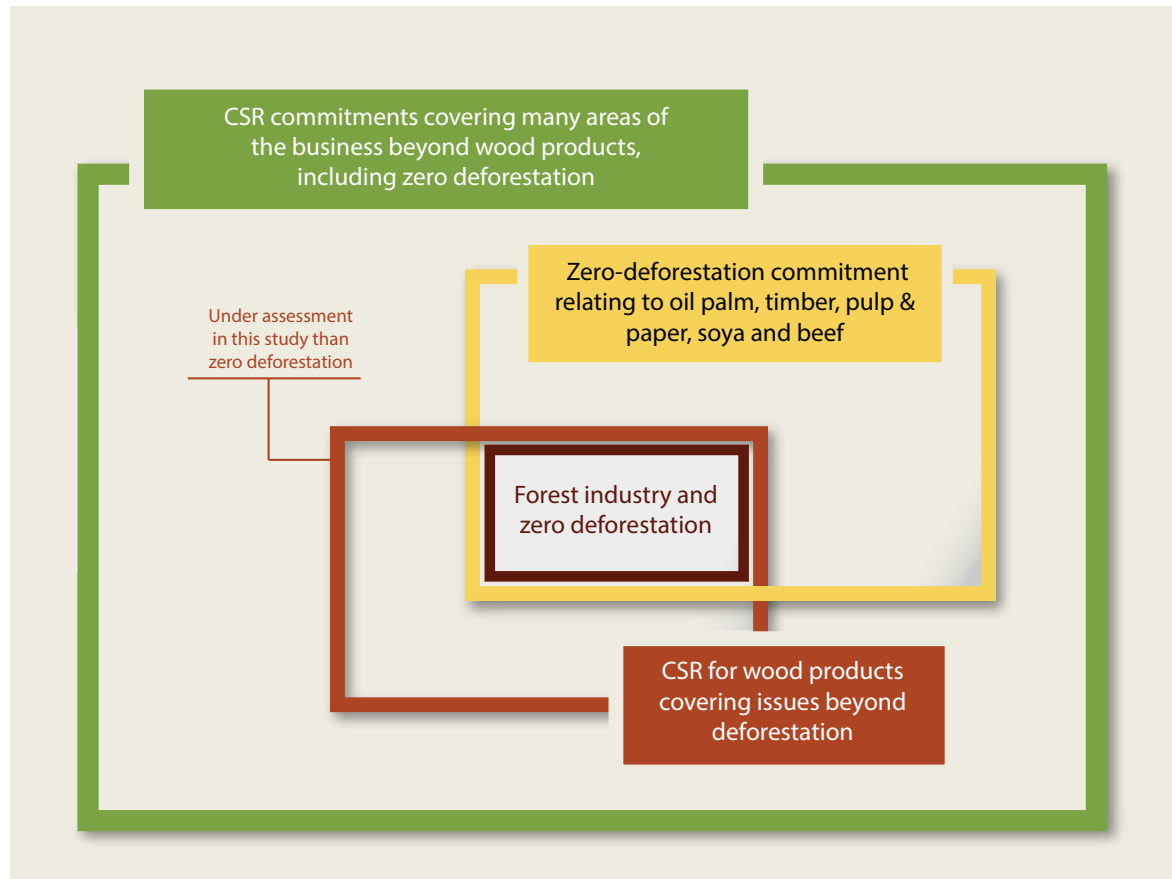 CSR commitments covering many areas of
the business beyond wood products,
including zero deforestation
Zero-deforestation commitment
relating to oil palm, timber, pulp &
paper, soya and beef
Under assessment
in this study than
zero deforestation
Forest industry and
zero deforestation
CSR for wood products
covering issues beyond
deforestation